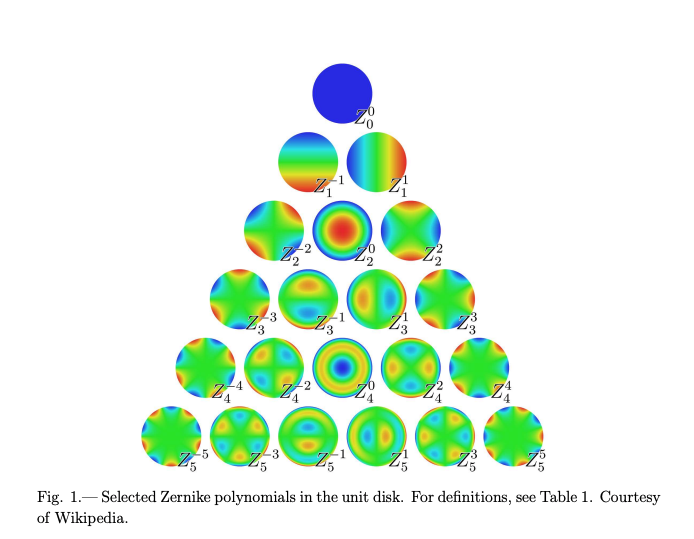 Z_0^0
Z_1^{-1} Z_1^1
Z_2^{-2} Z_2^0 Z_2^2
Z_3^{-3} Z_3^{-1} Z_3^1 Z_3^3
Z_4^{-4} Z_4^{-2} Z_4^0 Z_4^2 Z_4^4
Z_5^{-5} Z_5^{-3} Z_5^{-1} Z_5^1 Z_5^3 Z_5^5
Fig. 1.— Selected Zernike polynomials in the unit disk. For definitions, see Table 1. Courtesy
of Wikipedia.